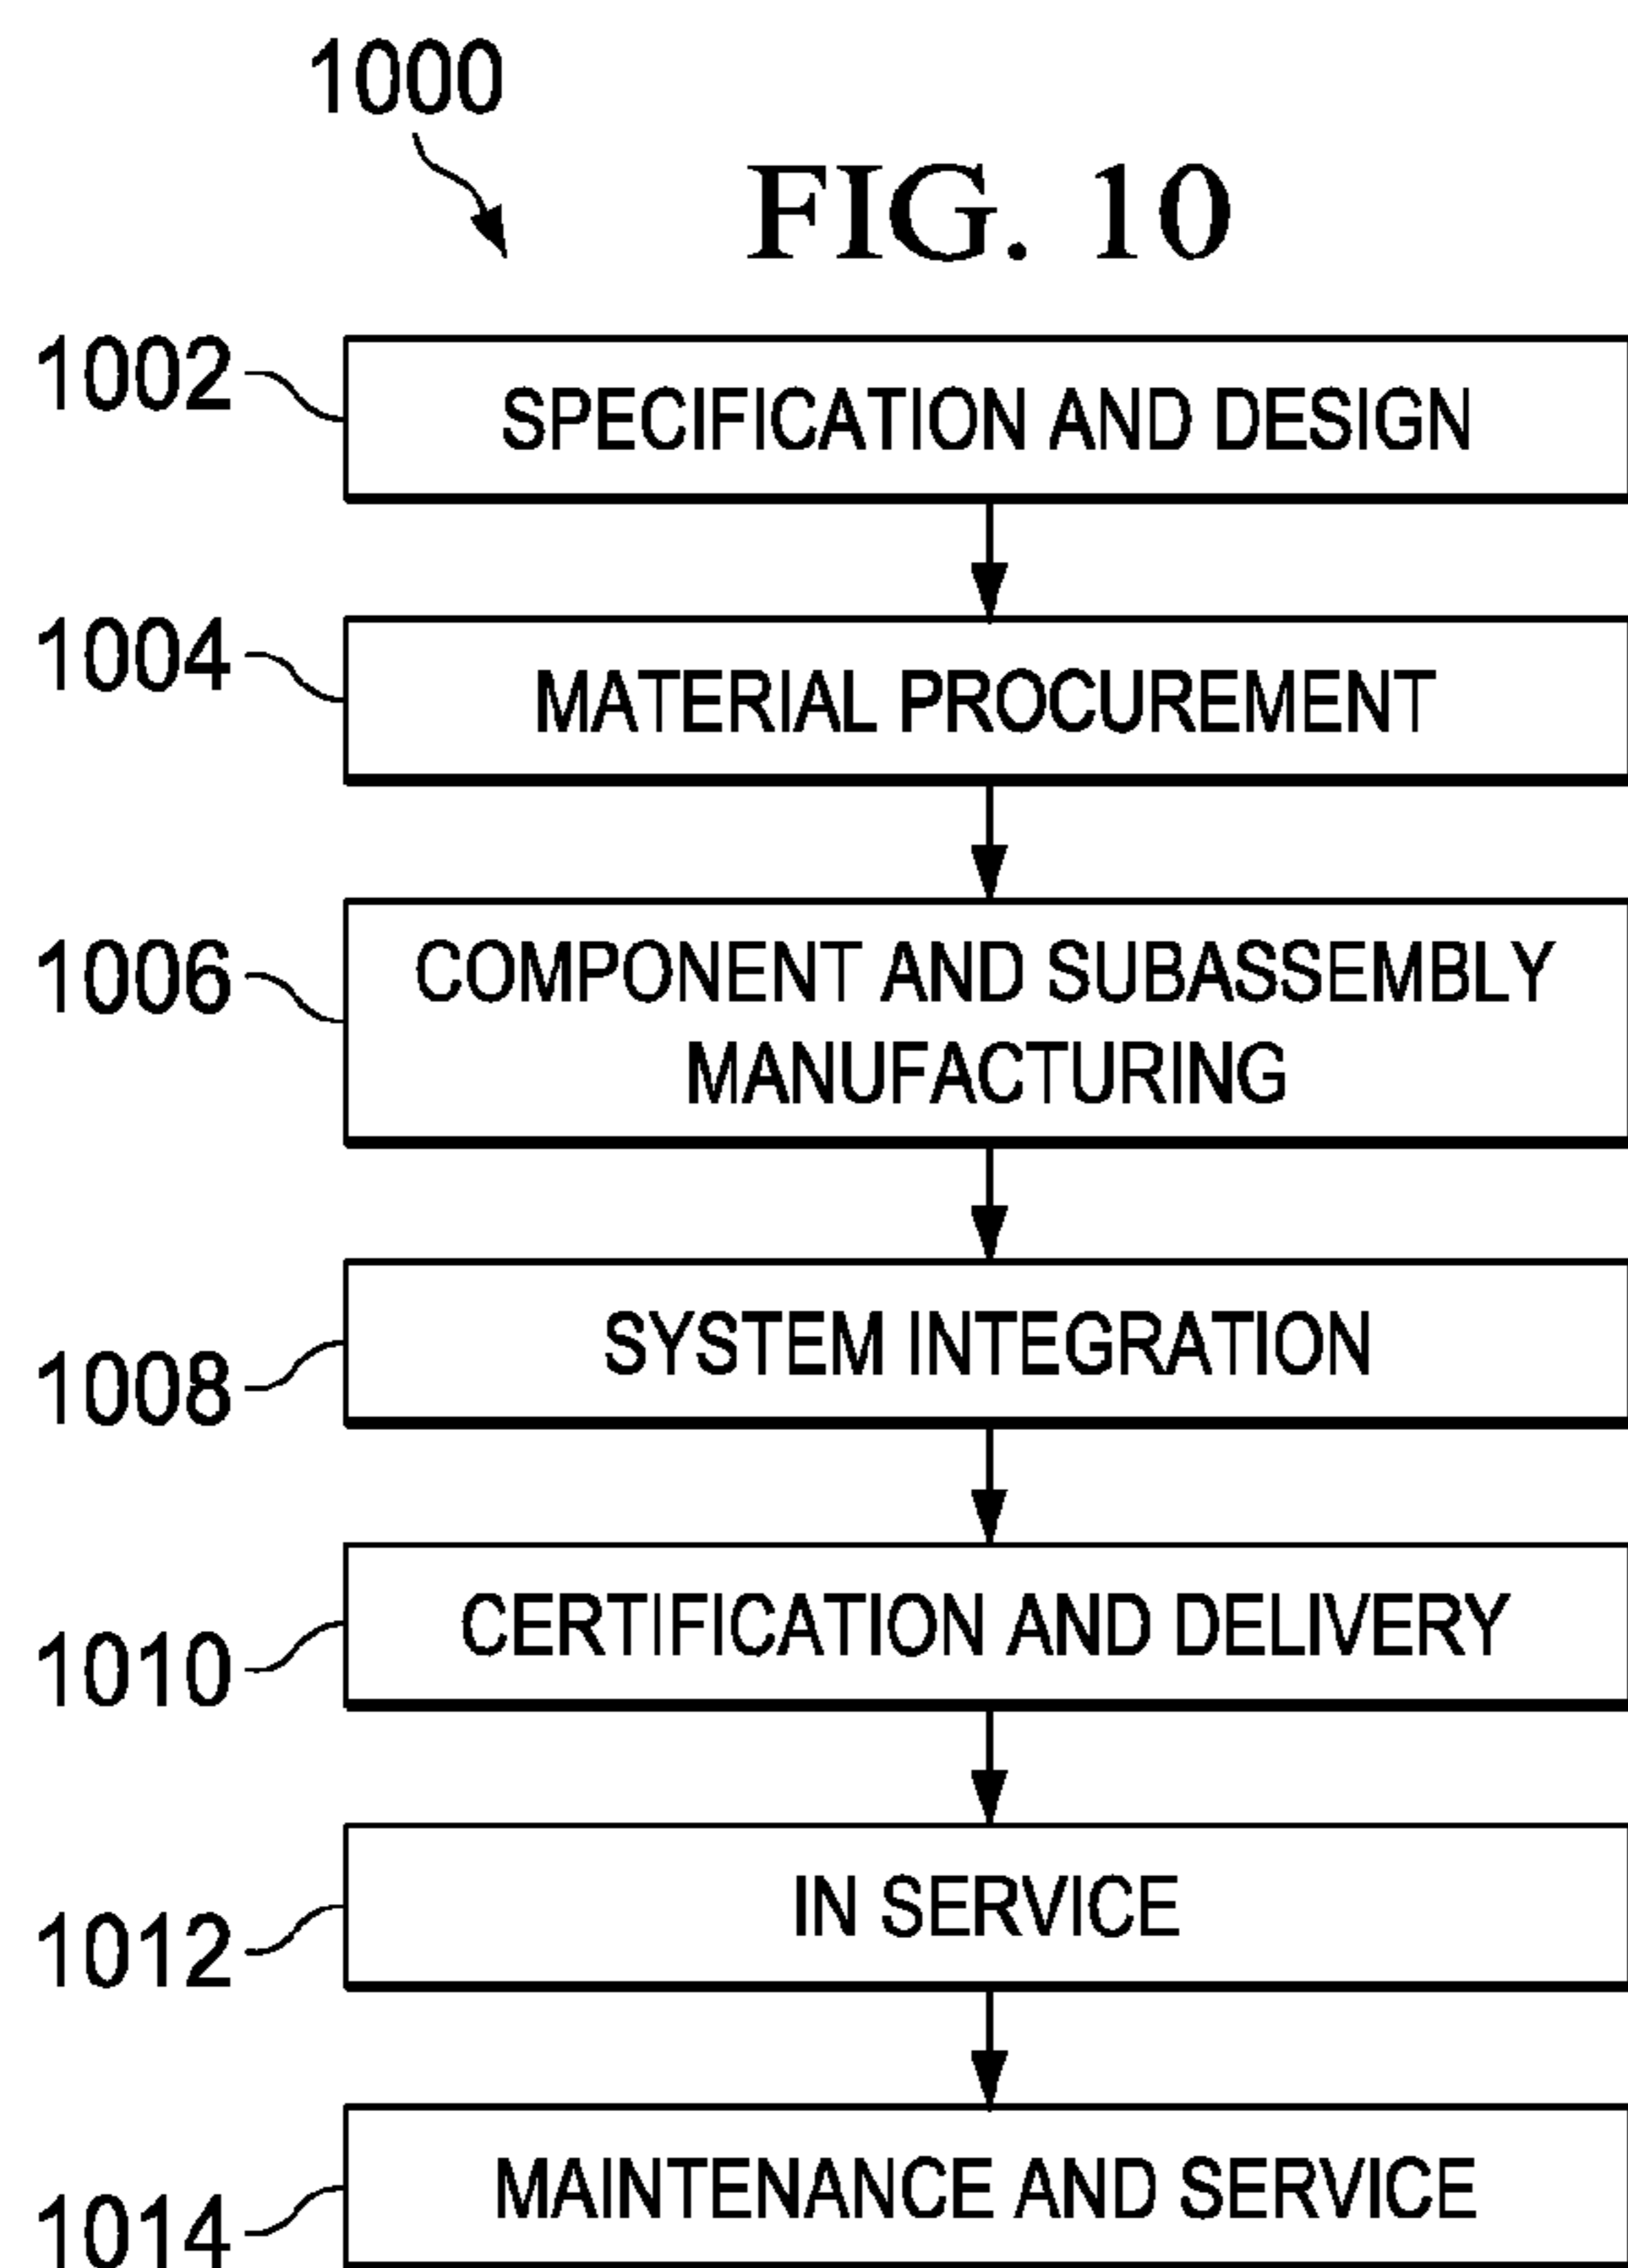 1000
FIG. 10
1002
SPECIFICATION AND DESIGN
1004
MATERIAL PROCUREMENT
1006
COMPONENT AND SUBASSEMBLY
MANUFACTURING
1008
SYSTEM INTEGRATION
1010
CERTIFICATION AND DELIVERY
1012
IN SERVICE
1014
MAINTENANCE AND SERVICE